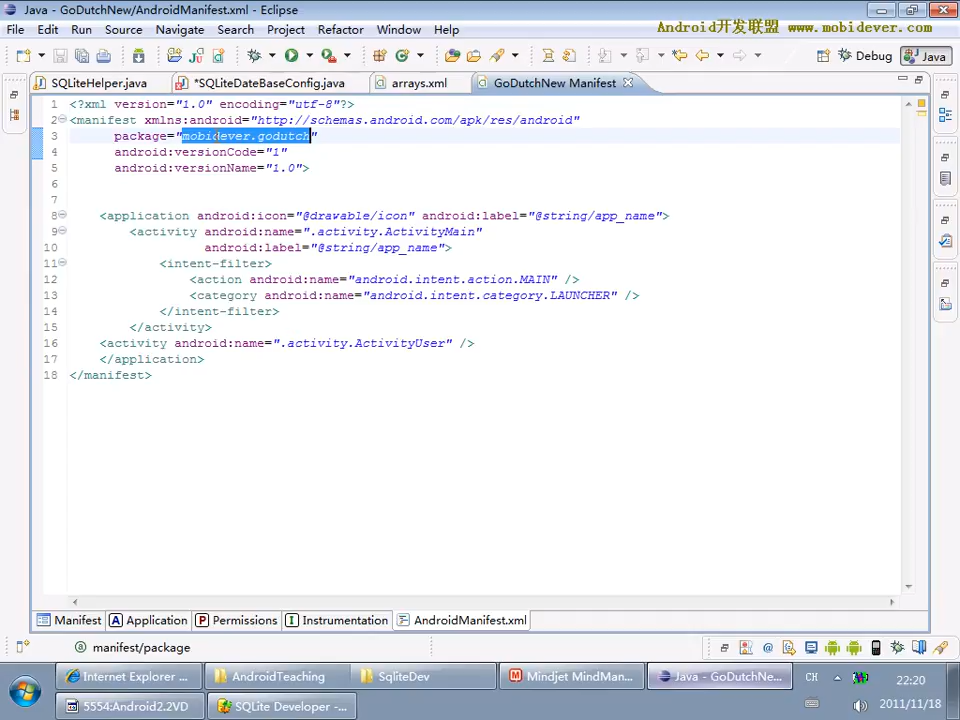 Java - GoDutchNew/AndroidManifest.xml - Eclipse
File Edit Run Source Navigate Search Project Refactor Window Help
Android开发联盟 www.mobidever.com
Debug Java
SQLiteHelper.java *SQLiteDateBaseConfig.java arrays.xml GoDutchNew Manifest
1 <?xml version="1.0" encoding="utf-8"?>
2 <manifest xmlns:android="http://schemas.android.com/apk/res/android"
3 package="mobidever.godutch"
4 android:versionCode="1"
5 android:versionName="1.0">
6
7
8 <application android:icon="@drawable/icon" android:label="@string/app_name">
9 <activity android:name=".activity.ActivityMain"
10 android:label="@string/app_name">
11 <intent-filter>
12 <action android:name="android.intent.action.MAIN" />
13 <category android:name="android.intent.category.LAUNCHER" />
14 </intent-filter>
15 </activity>
16 <activity android:name=".activity.ActivityUser" />
17 </application>
18 </manifest>
Manifest A Application P Permissions I Instrumentation AndroidManifest.xml
manifest/package
Internet Explorer ... AndroidTeaching SqliteDev Mindjet MindMan... Java - GoDutchNe... CH 22:20
5554:Android2.2VD SQLite Developer -... 2011/11/18